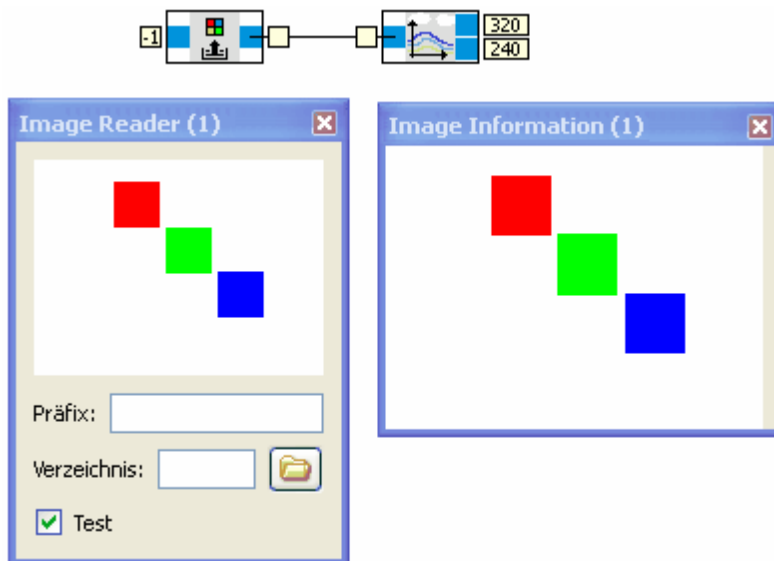 -1
320
240
Image Reader (1)
Image Information (1)
Präfix:
Verzeichnis:
Test